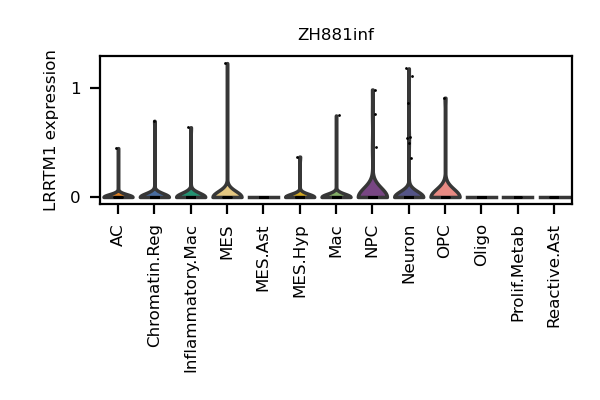 ZH881inf
LRRTM1 expression
1
0
AC
Chromatin.Reg
Inflammatory.Mac
MES
MES.Ast
MES.Hyp
Mac
NPC
Neuron
OPC
Oligo
Prolif.Metab
Reactive.Ast